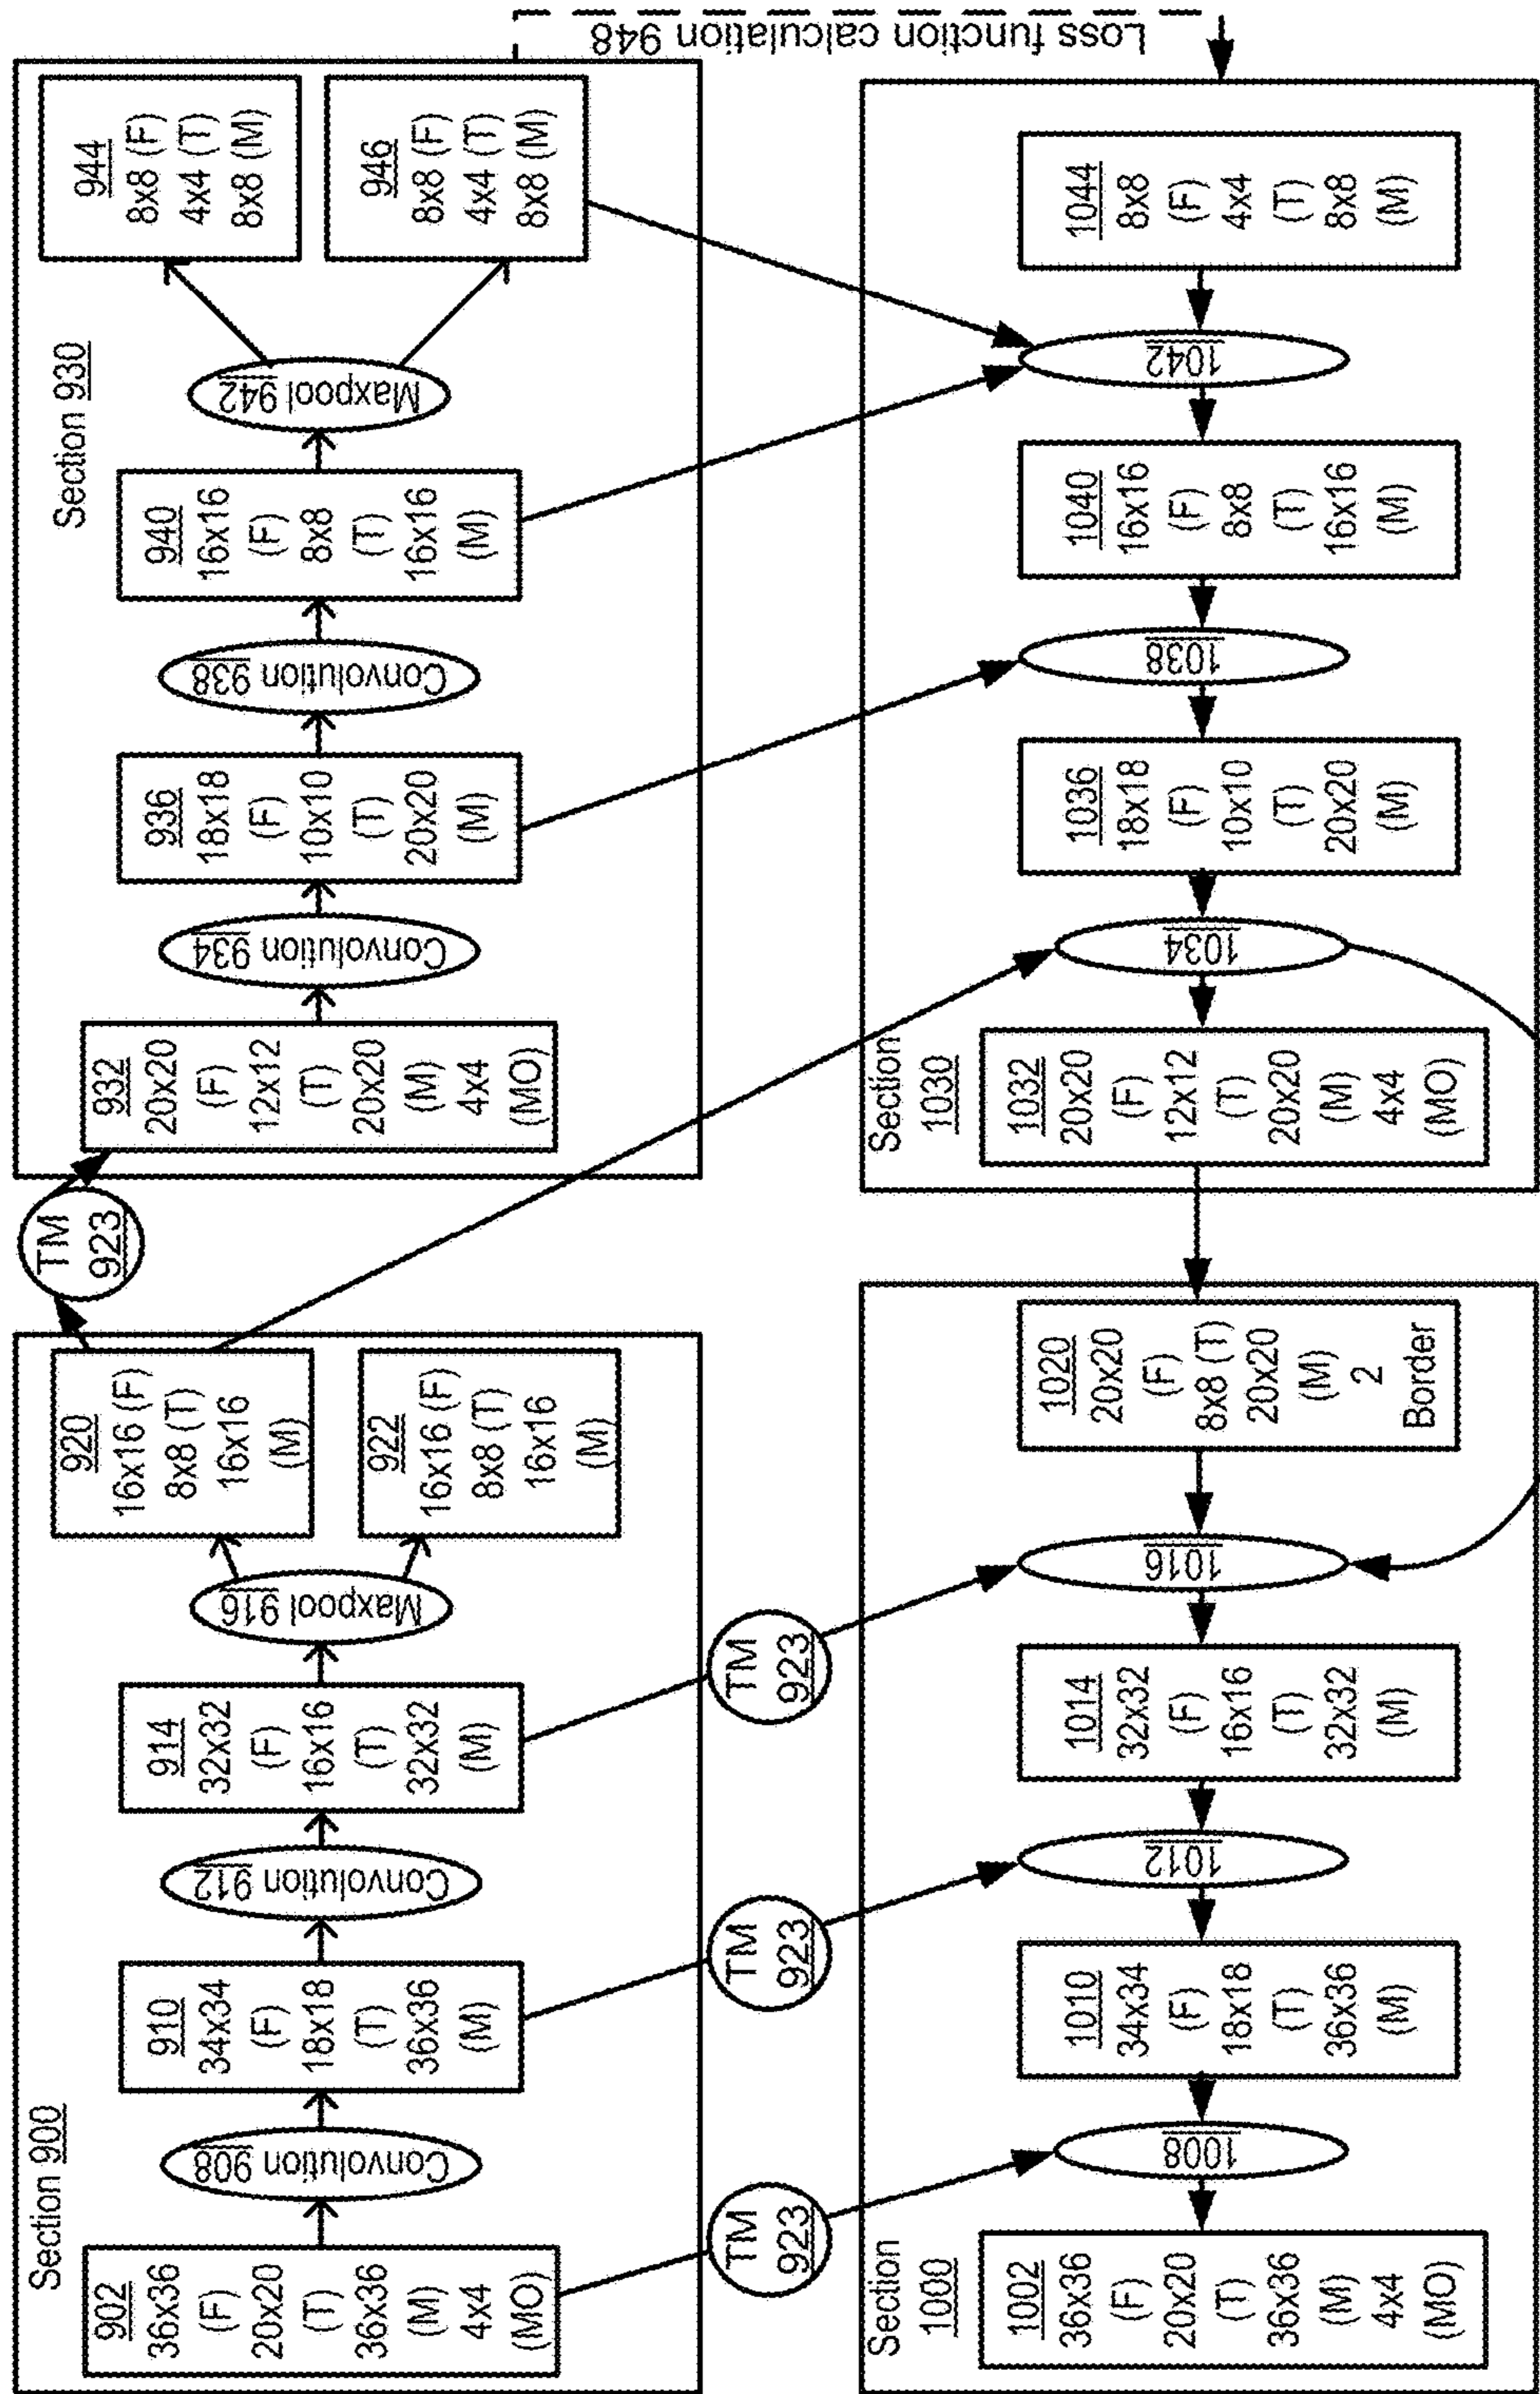 Section 900
902
36x36
(F)
20x20
(T)
36x36
(M)
4x4
(MO)
Convolution 908
910
34x34
(F)
18x18
(T)
36x36
(M)
Convolution 912
914
32x32
(F)
16x16
(T)
32x32
(M)
Maxpool 916
920
16x16 (F)
8x8 (T)
16x16
(M)
922
16x16 (F)
8x8 (T)
16x16
(M)
TM
923
Section 930
932
20x20
(F)
12x12
(T)
20x20
(M)
4x4
(MO)
Convolution 934
936
18x18
(F)
10x10
(T)
20x20
(M)
Convolution 938
940
16x16
(F)
8x8
(T)
16x16
(M)
Maxpool 942
944
8x8 (F)
4x4 (T)
8x8 (M)
946
8x8 (F)
4x4 (T)
8x8 (M)
Loss function calculation 948
TM
923
TM
923
TM
923
Section
1000
1002
36x36
(F)
20x20
(T)
36x36
(M)
4x4
(MO)
1008
1010
34x34
(F)
18x18
(T)
36x36
(M)
1012
1014
32x32
(F)
16x16
(T)
32x32
(M)
1016
1020
20x20
(F)
8x8 (T)
20x20
(M)
2
Border
Section
1030
1032
20x20
(F)
12x12
(T)
20x20
(M)
4x4
(MO)
1034
1036
18x18
(F)
10x10
(T)
20x20
(M)
1038
1040
16x16
(F)
8x8
(T)
16x16
(M)
1042
1044
8x8
(F)
4x4
(T)
8x8
(M)